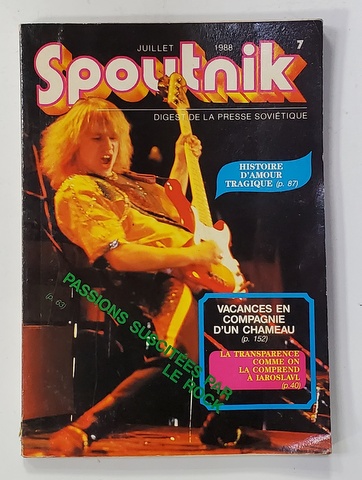 JUILLET 1988 7
Spoutnik
DIGEST DE LA PRESSE SOVIÉTIQUE
HISTOIRE
D'AMOUR
TRAGIQUE (p. 87)
PASSIONS SUSCITÉES PAR
LE ROCK
(p. 63)
VACANCES EN
COMPAGNIE
D'UN CHAMEAU
(p. 152)
LA TRANSPARENCE
COMME ON
LA COMPREND
À IAROSLAVL
(p.40)